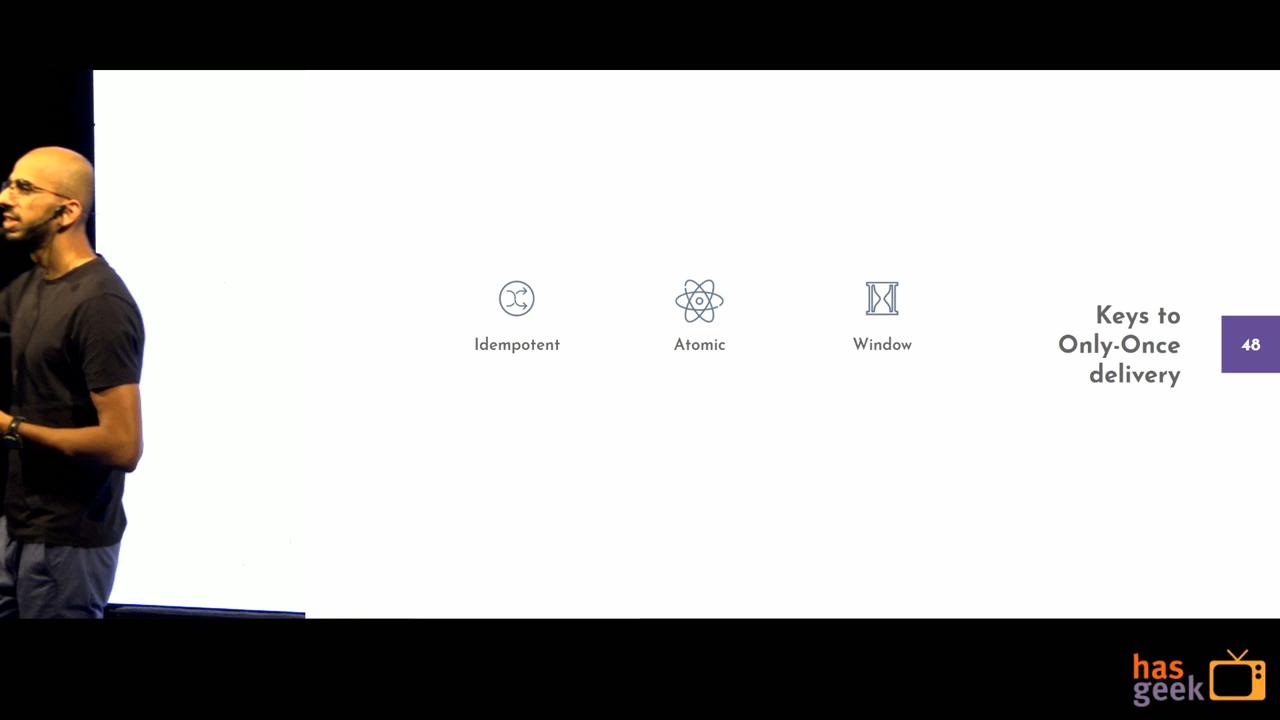 Idempotent
Atomic
Window
Keys to
Only-Once
delivery
48
has
geek